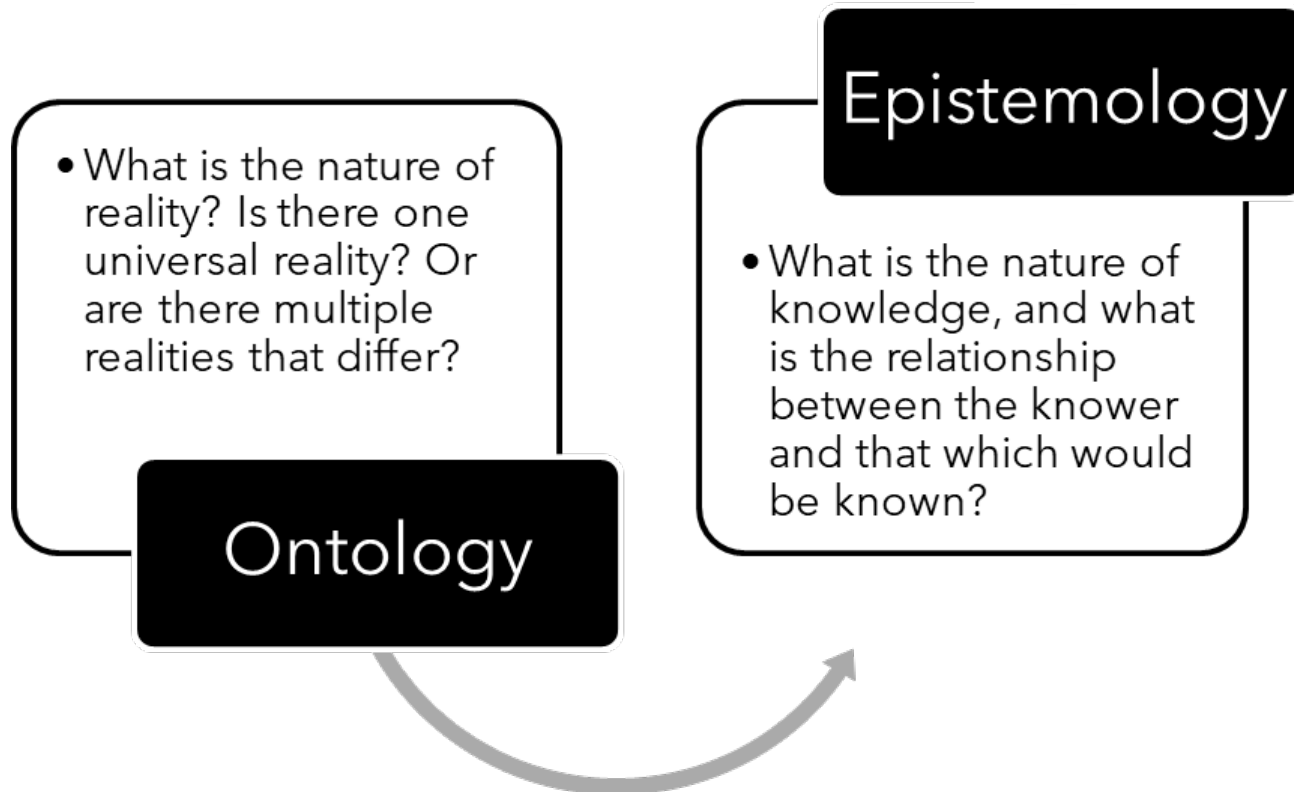 • What is the nature of
reality? Is there one
universal reality? Or
are there multiple
realities that differ?
Ontology
Epistemology
• What is the nature of
knowledge, and what
is the relationship
between the knower
and that which would
be known?